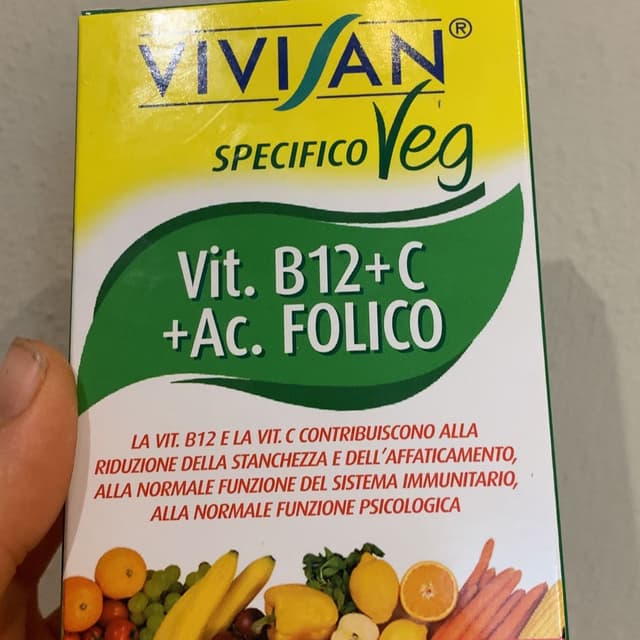 VIVISAN®
SPECIFICO Veg
Vit. B12+C
+Ac. FOLICO
LA VIT. B12 E LA VIT. C CONTRIBUISCONO ALLA
RIDUZIONE DELLA STANCHEZZA E DELL'AFFATICAMENTO,
ALLA NORMALE FUNZIONE DEL SISTEMA IMMUNITARIO,
ALLA NORMALE FUNZIONE PSICOLOGICA